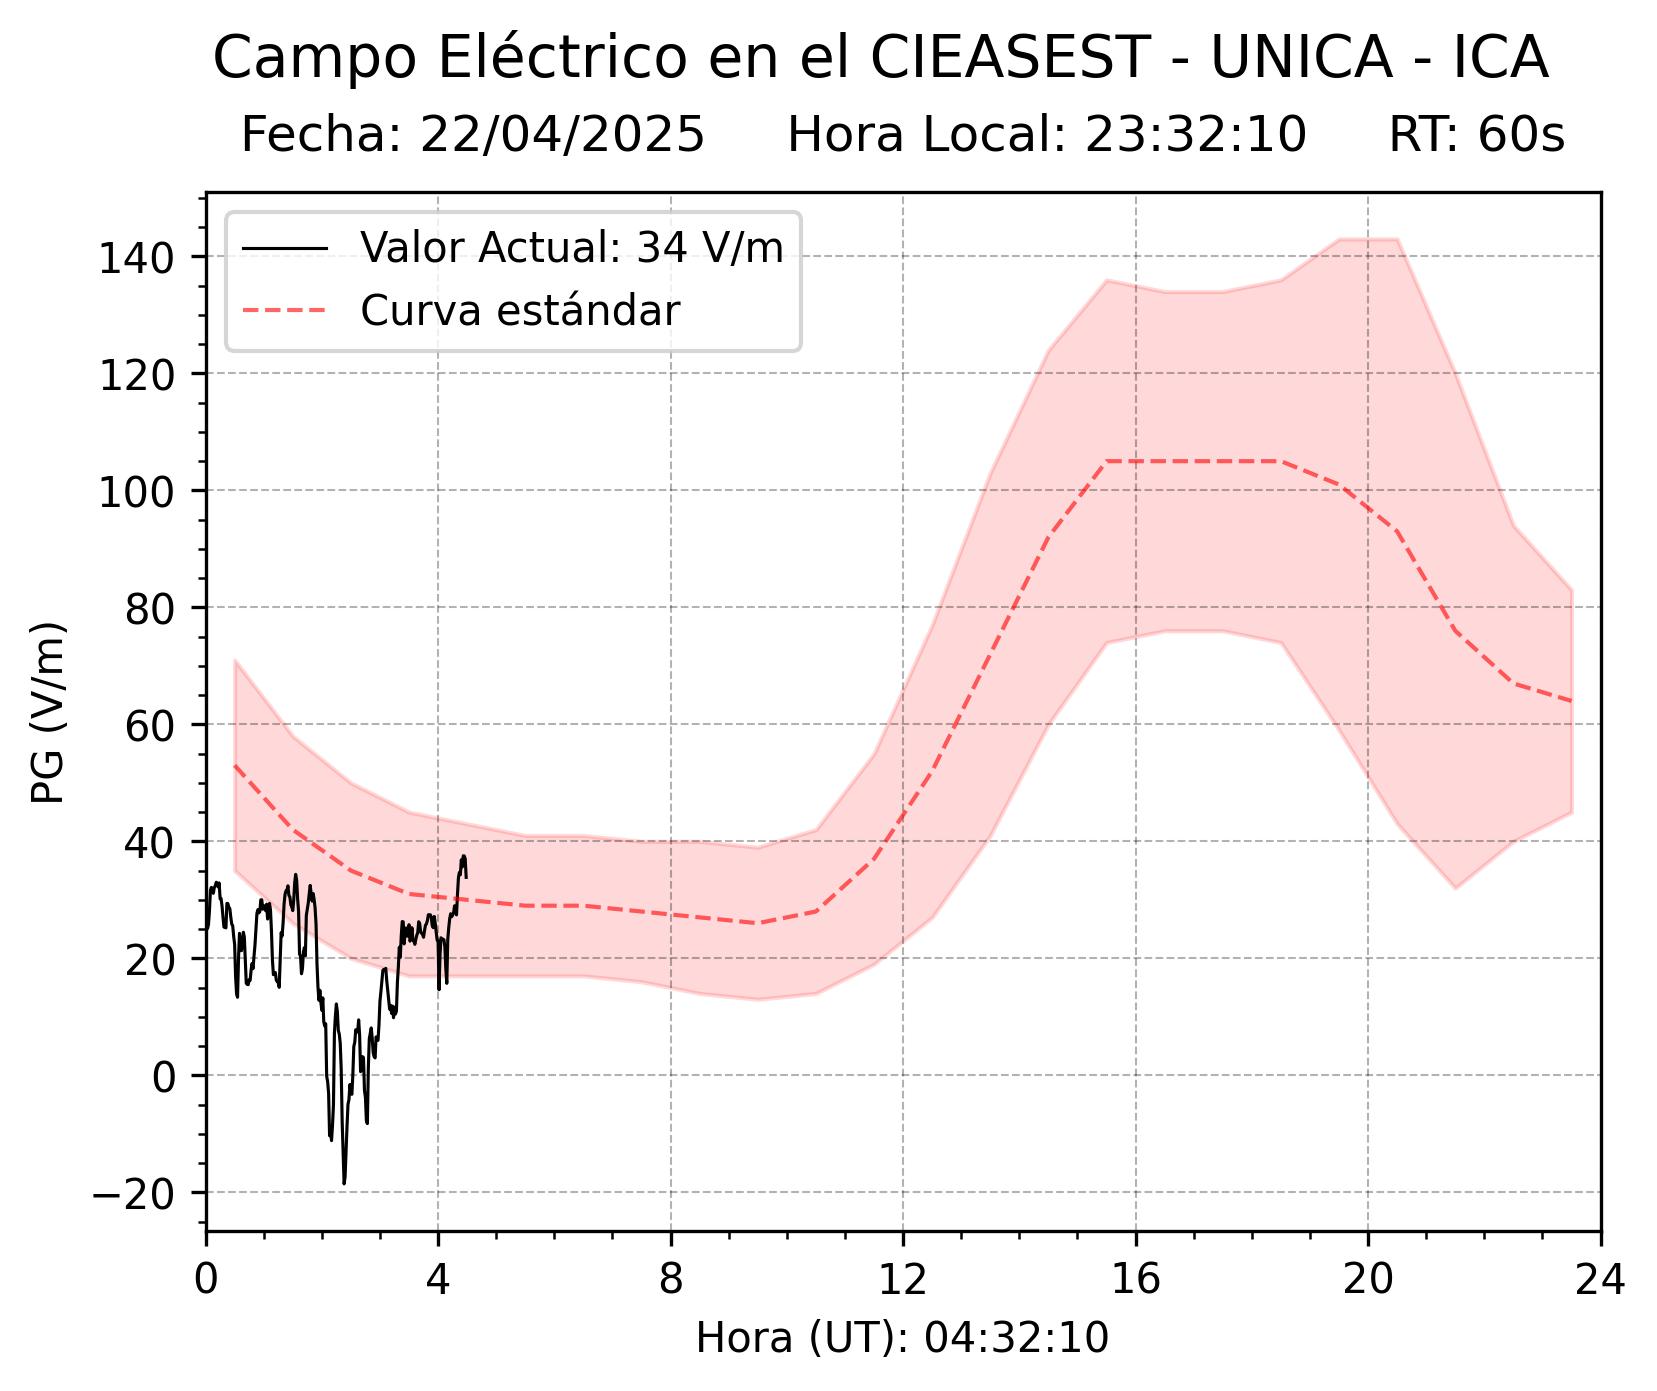 Campo Eléctrico en el CIEASEST - UNICA - ICA
Fecha: 22/04/2025 Hora Local: 23:32:10 RT: 60s
Valor Actual: 34 V/m
Curva estándar
PG (V/m)
140
120
100
80
60
40
20
0
−20
0 4 8 12 16 20 24
Hora (UT): 04:32:10